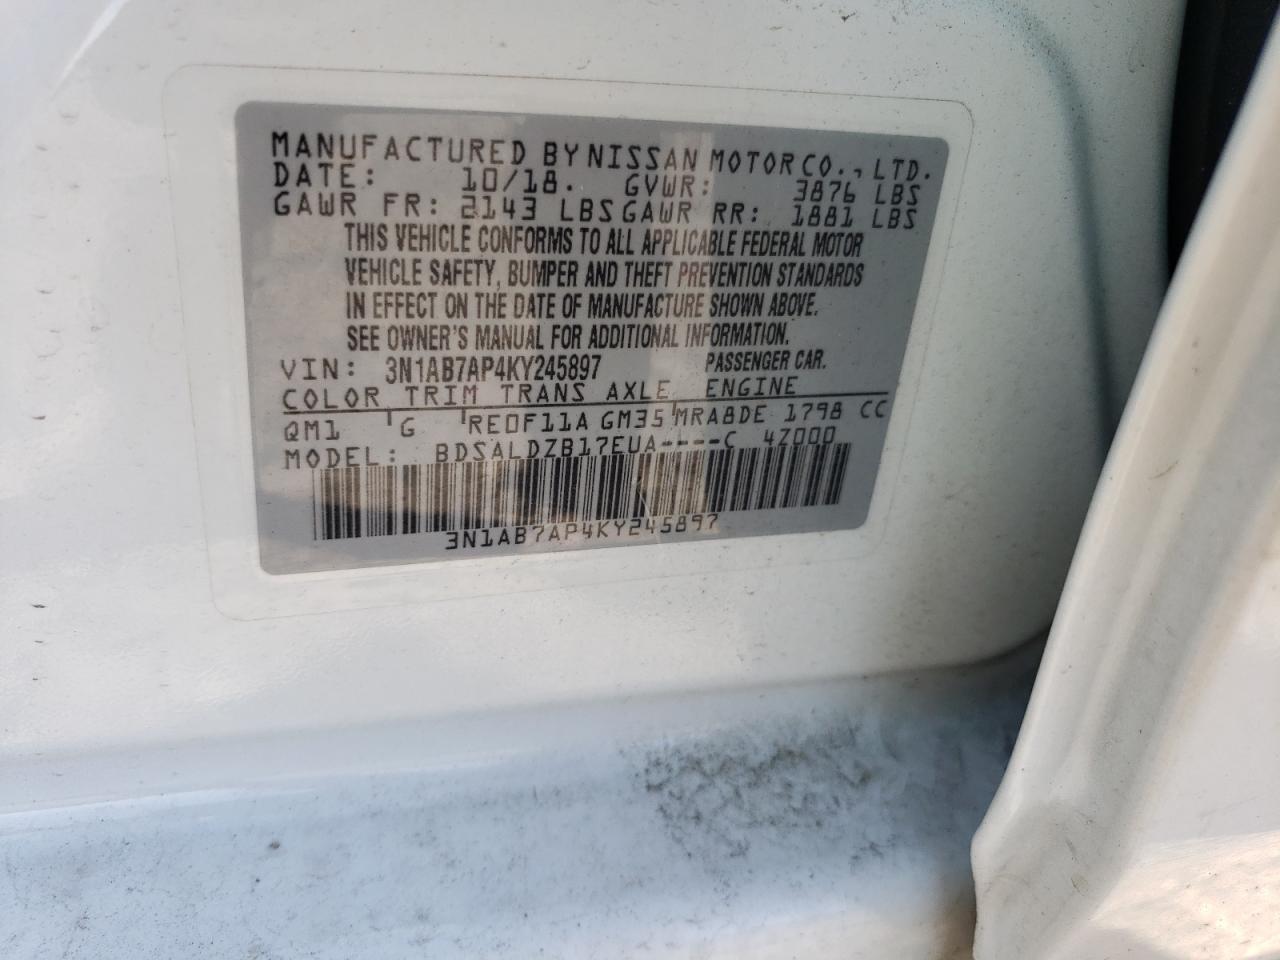 MANUFACTURED BY NISSAN MOTOR CO., LTD.
DATE: 10/18. GVWR: 3876 LBS
GAWR FR: 2143 LBS GAWR RR: 1881 LBS
THIS VEHICLE CONFORMS TO ALL APPLICABLE FEDERAL MOTOR
VEHICLE SAFETY, BUMPER AND THEFT PREVENTION STANDARDS
IN EFFECT ON THE DATE OF MANUFACTURE SHOWN ABOVE.
SEE OWNER'S MANUAL FOR ADDITIONAL INFORMATION.
VIN: 3N1AB7AP4KY245897 PASSENGER CAR.
COLOR TRIM TRANS AXLE ENGINE
QM1 G RE0F11A GM35 MRA8DE 1798 CC
MODEL: BDSALDZB17EUA----C 4Z000
3N1AB7AP4KY245897